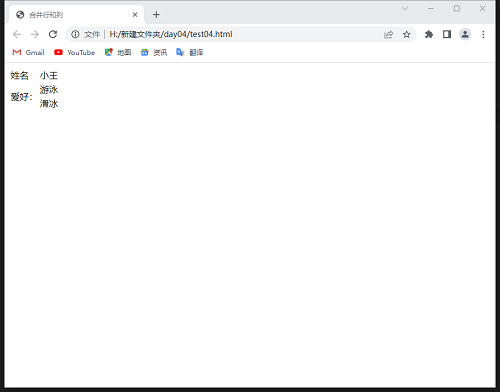 合并行和列
文件 H:/新建文件夹/day04/test04.html
Gmail YouTube 地图 资讯 翻译
姓名 小王
游泳
爱好：
滑冰